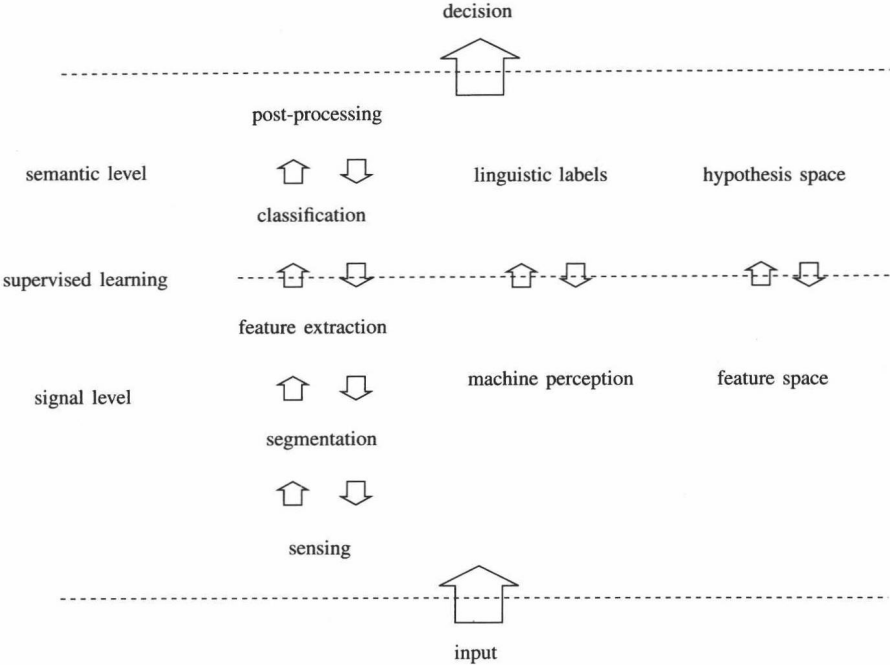 decision
post-processing
semantic level linguistic labels hypothesis space
classification
supervised learning
feature extraction
machine perception feature space
signal level
segmentation
sensing
input